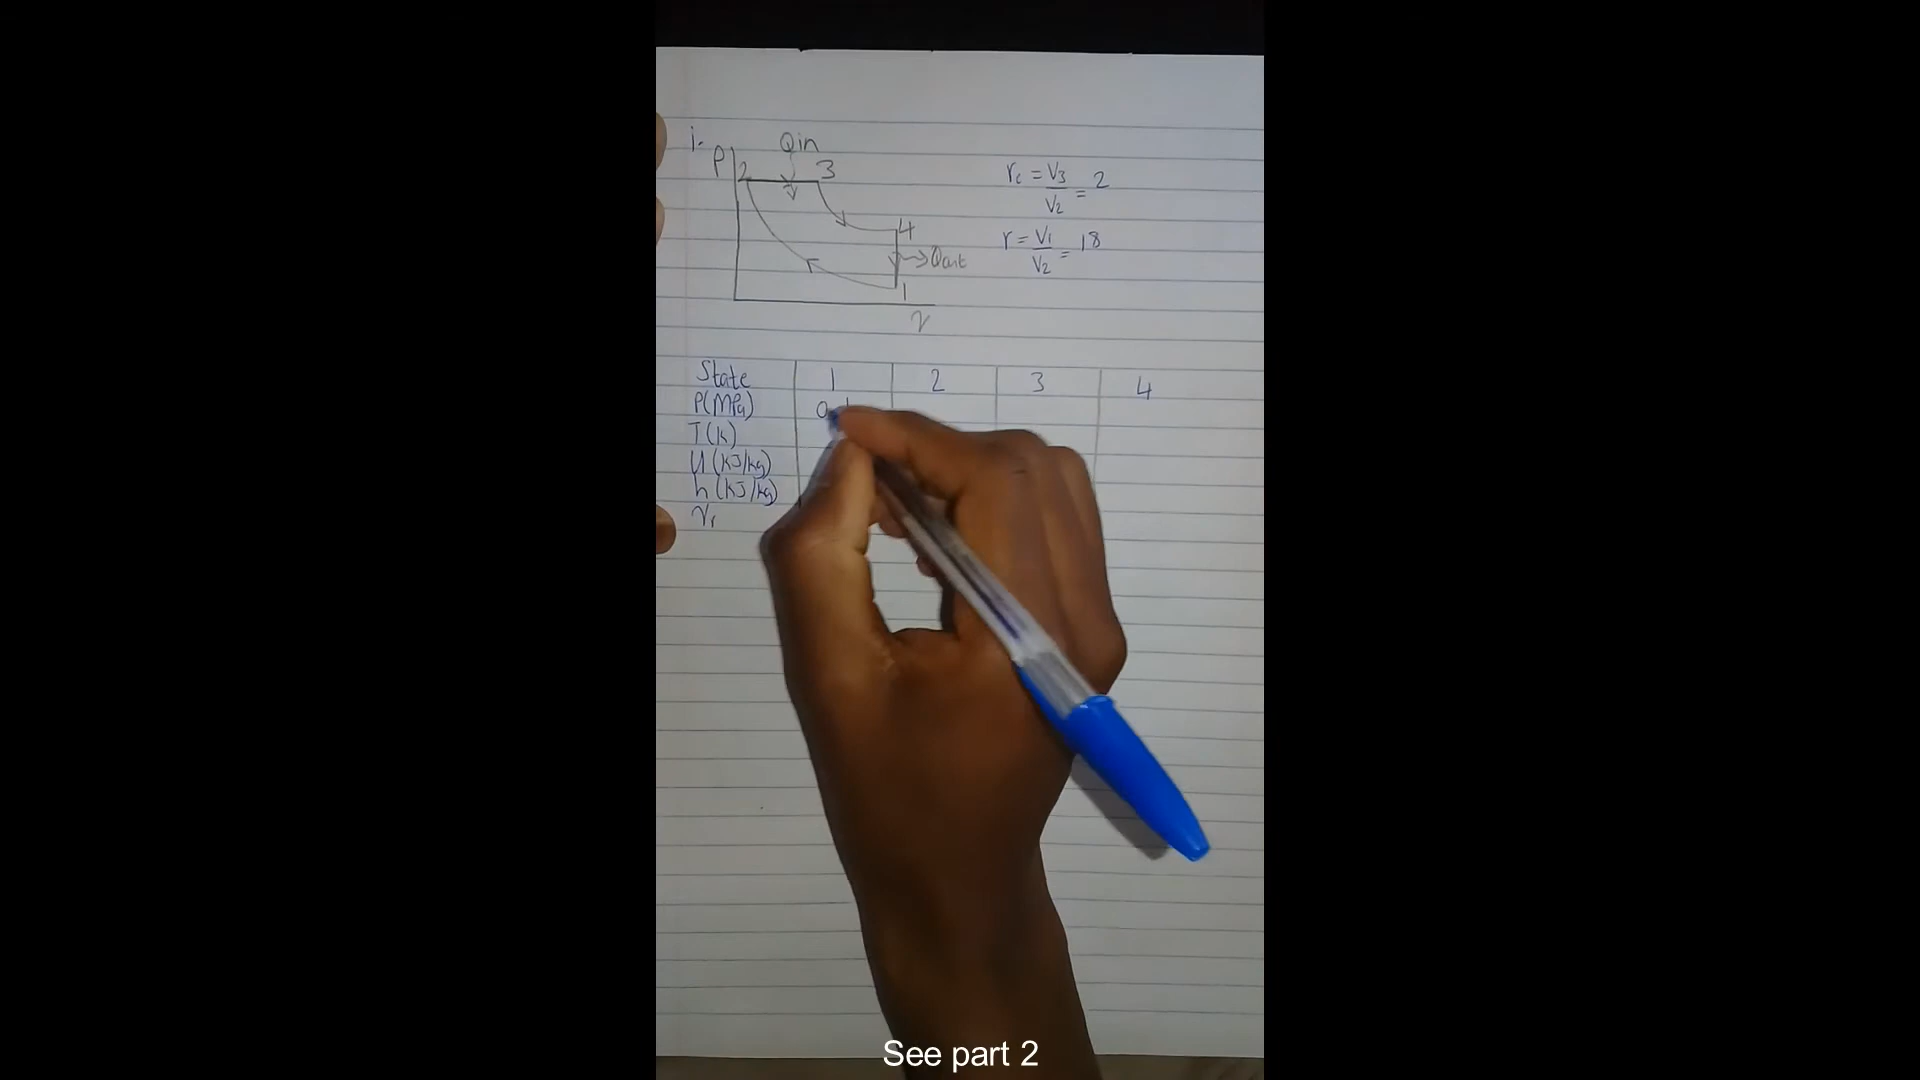 i.
Qin
P
2 3
4
Qout
1
v
rc = V3/V2 = 2
r = V1/V2 = 18
State 1 2 3 4
P(MPa)
T(K)
U(KJ/kg)
h(KJ/kg)
Vr
See part 2